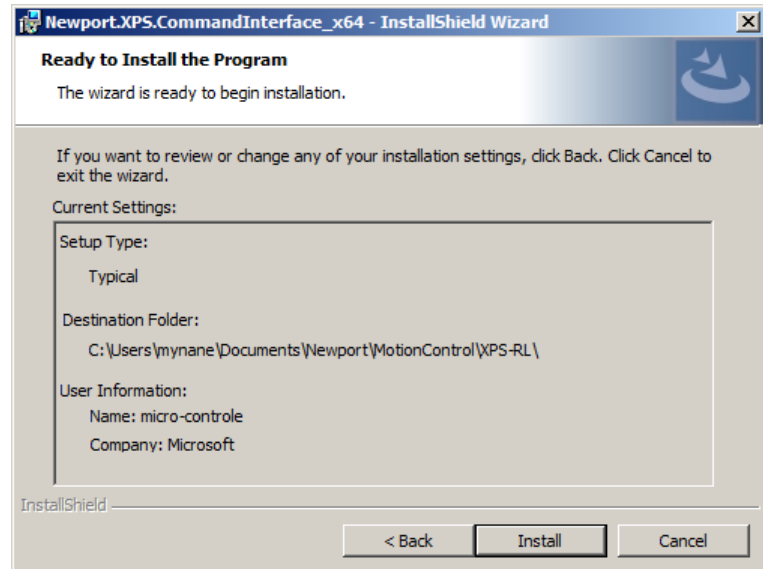 Newport.XPS.CommandInterface_x64 - InstallShield Wizard
Ready to Install the Program
The wizard is ready to begin installation.
If you want to review or change any of your installation settings, click Back. Click Cancel to
exit the wizard.
Current Settings:
Setup Type:
Typical
Destination Folder:
C:\Users\mynane\Documents\Newport\MotionControl\XPS-RL\
User Information:
Name: micro-controle
Company: Microsoft
InstallShield
< Back
Install
Cancel